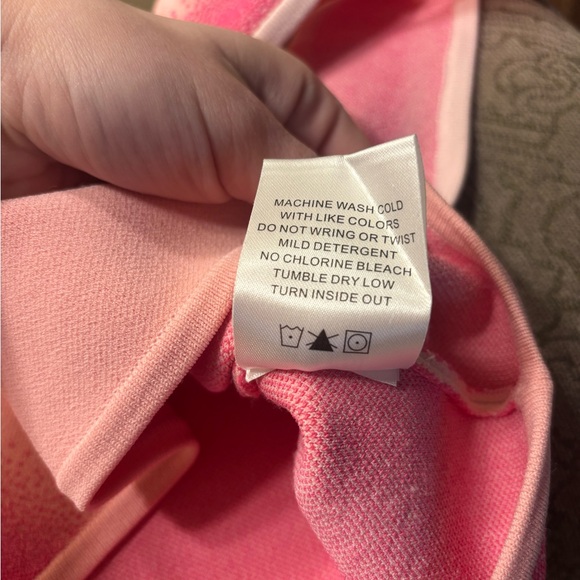 MACHINE WASH COLD
WITH LIKE COLORS
DO NOT WRING OR TWIST
MILD DETERGENT
NO CHLORINE BLEACH
TUMBLE DRY LOW
TURN INSIDE OUT